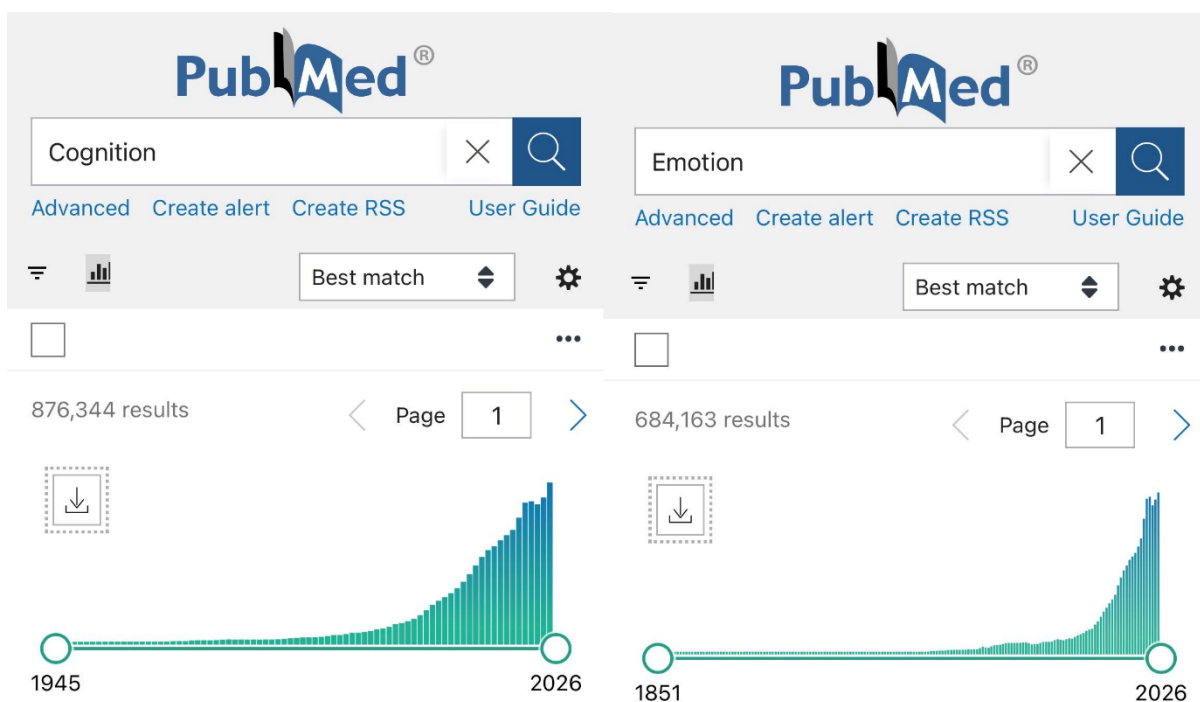 PubMed®
Cognition
Advanced Create alert Create RSS User Guide
Best match
876,344 results Page 1
1945 2026
PubMed®
Emotion
Advanced Create alert Create RSS User Guide
Best match
684,163 results Page 1
1851 2026